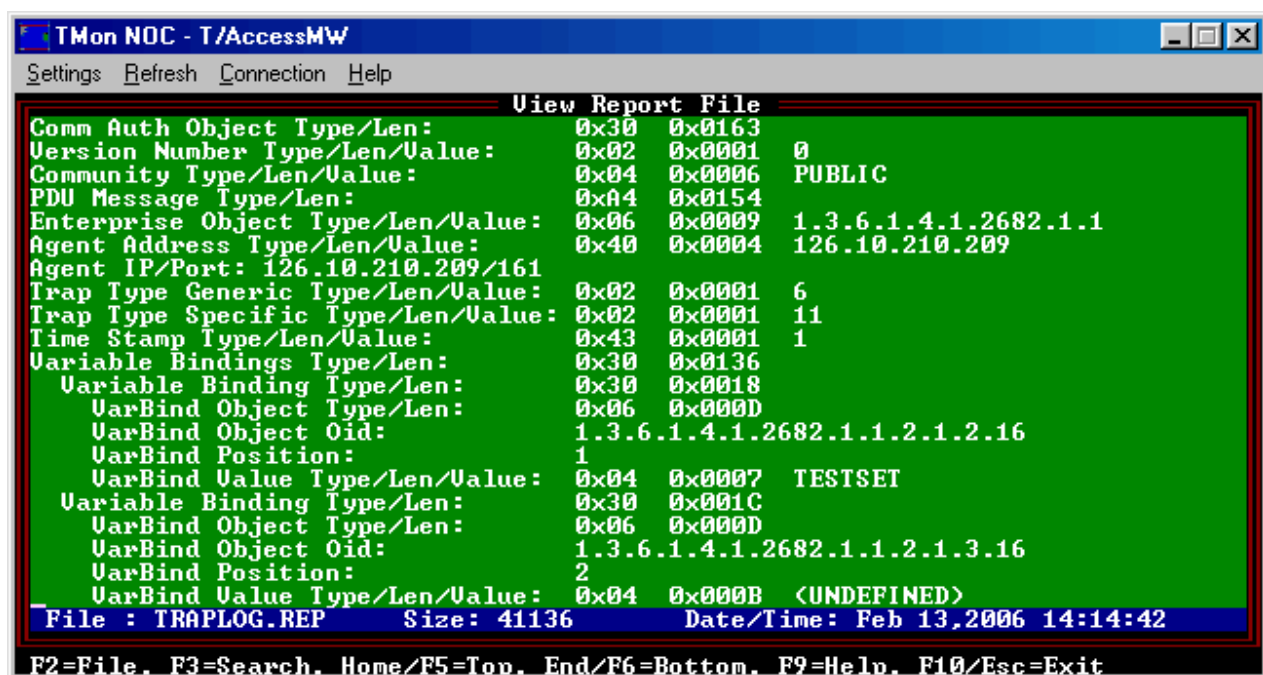 TMon NOC - T/AccessMW
Settings Refresh Connection Help
View Report File
Comm Auth Object Type/Len: 0x30 0x0163
Version Number Type/Len/Value: 0x02 0x0001 0
Community Type/Len/Value: 0x04 0x0006 PUBLIC
PDU Message Type/Len: 0xA4 0x0154
Enterprise Object Type/Len/Value: 0x06 0x0009 1.3.6.1.4.1.2682.1.1
Agent Address Type/Len/Value: 0x40 0x0004 126.10.210.209
Agent IP/Port: 126.10.210.209/161
Trap Type Generic Type/Len/Value: 0x02 0x0001 6
Trap Type Specific Type/Len/Value: 0x02 0x0001 11
Time Stamp Type/Len/Value: 0x43 0x0001 1
Variable Bindings Type/Len: 0x30 0x0136
Variable Binding Type/Len: 0x30 0x0018
VarBind Object Type/Len: 0x06 0x000D
VarBind Object Oid: 1.3.6.1.4.1.2682.1.1.2.1.2.16
VarBind Position: 1
VarBind Value Type/Len/Value: 0x04 0x0007 TESTSET
Variable Binding Type/Len: 0x30 0x001C
VarBind Object Type/Len: 0x06 0x000D
VarBind Object Oid: 1.3.6.1.4.1.2682.1.1.2.1.3.16
VarBind Position: 2
VarBind Value Type/Len/Value: 0x04 0x000B (UNDEFINED)
File : TRAPLOG.REP Size: 41136 Date/Time: Feb 13,2006 14:14:42
F2=File, F3=Search, Home/F5=Top, End/F6=Bottom, F9=Help, F10/Esc=Exit